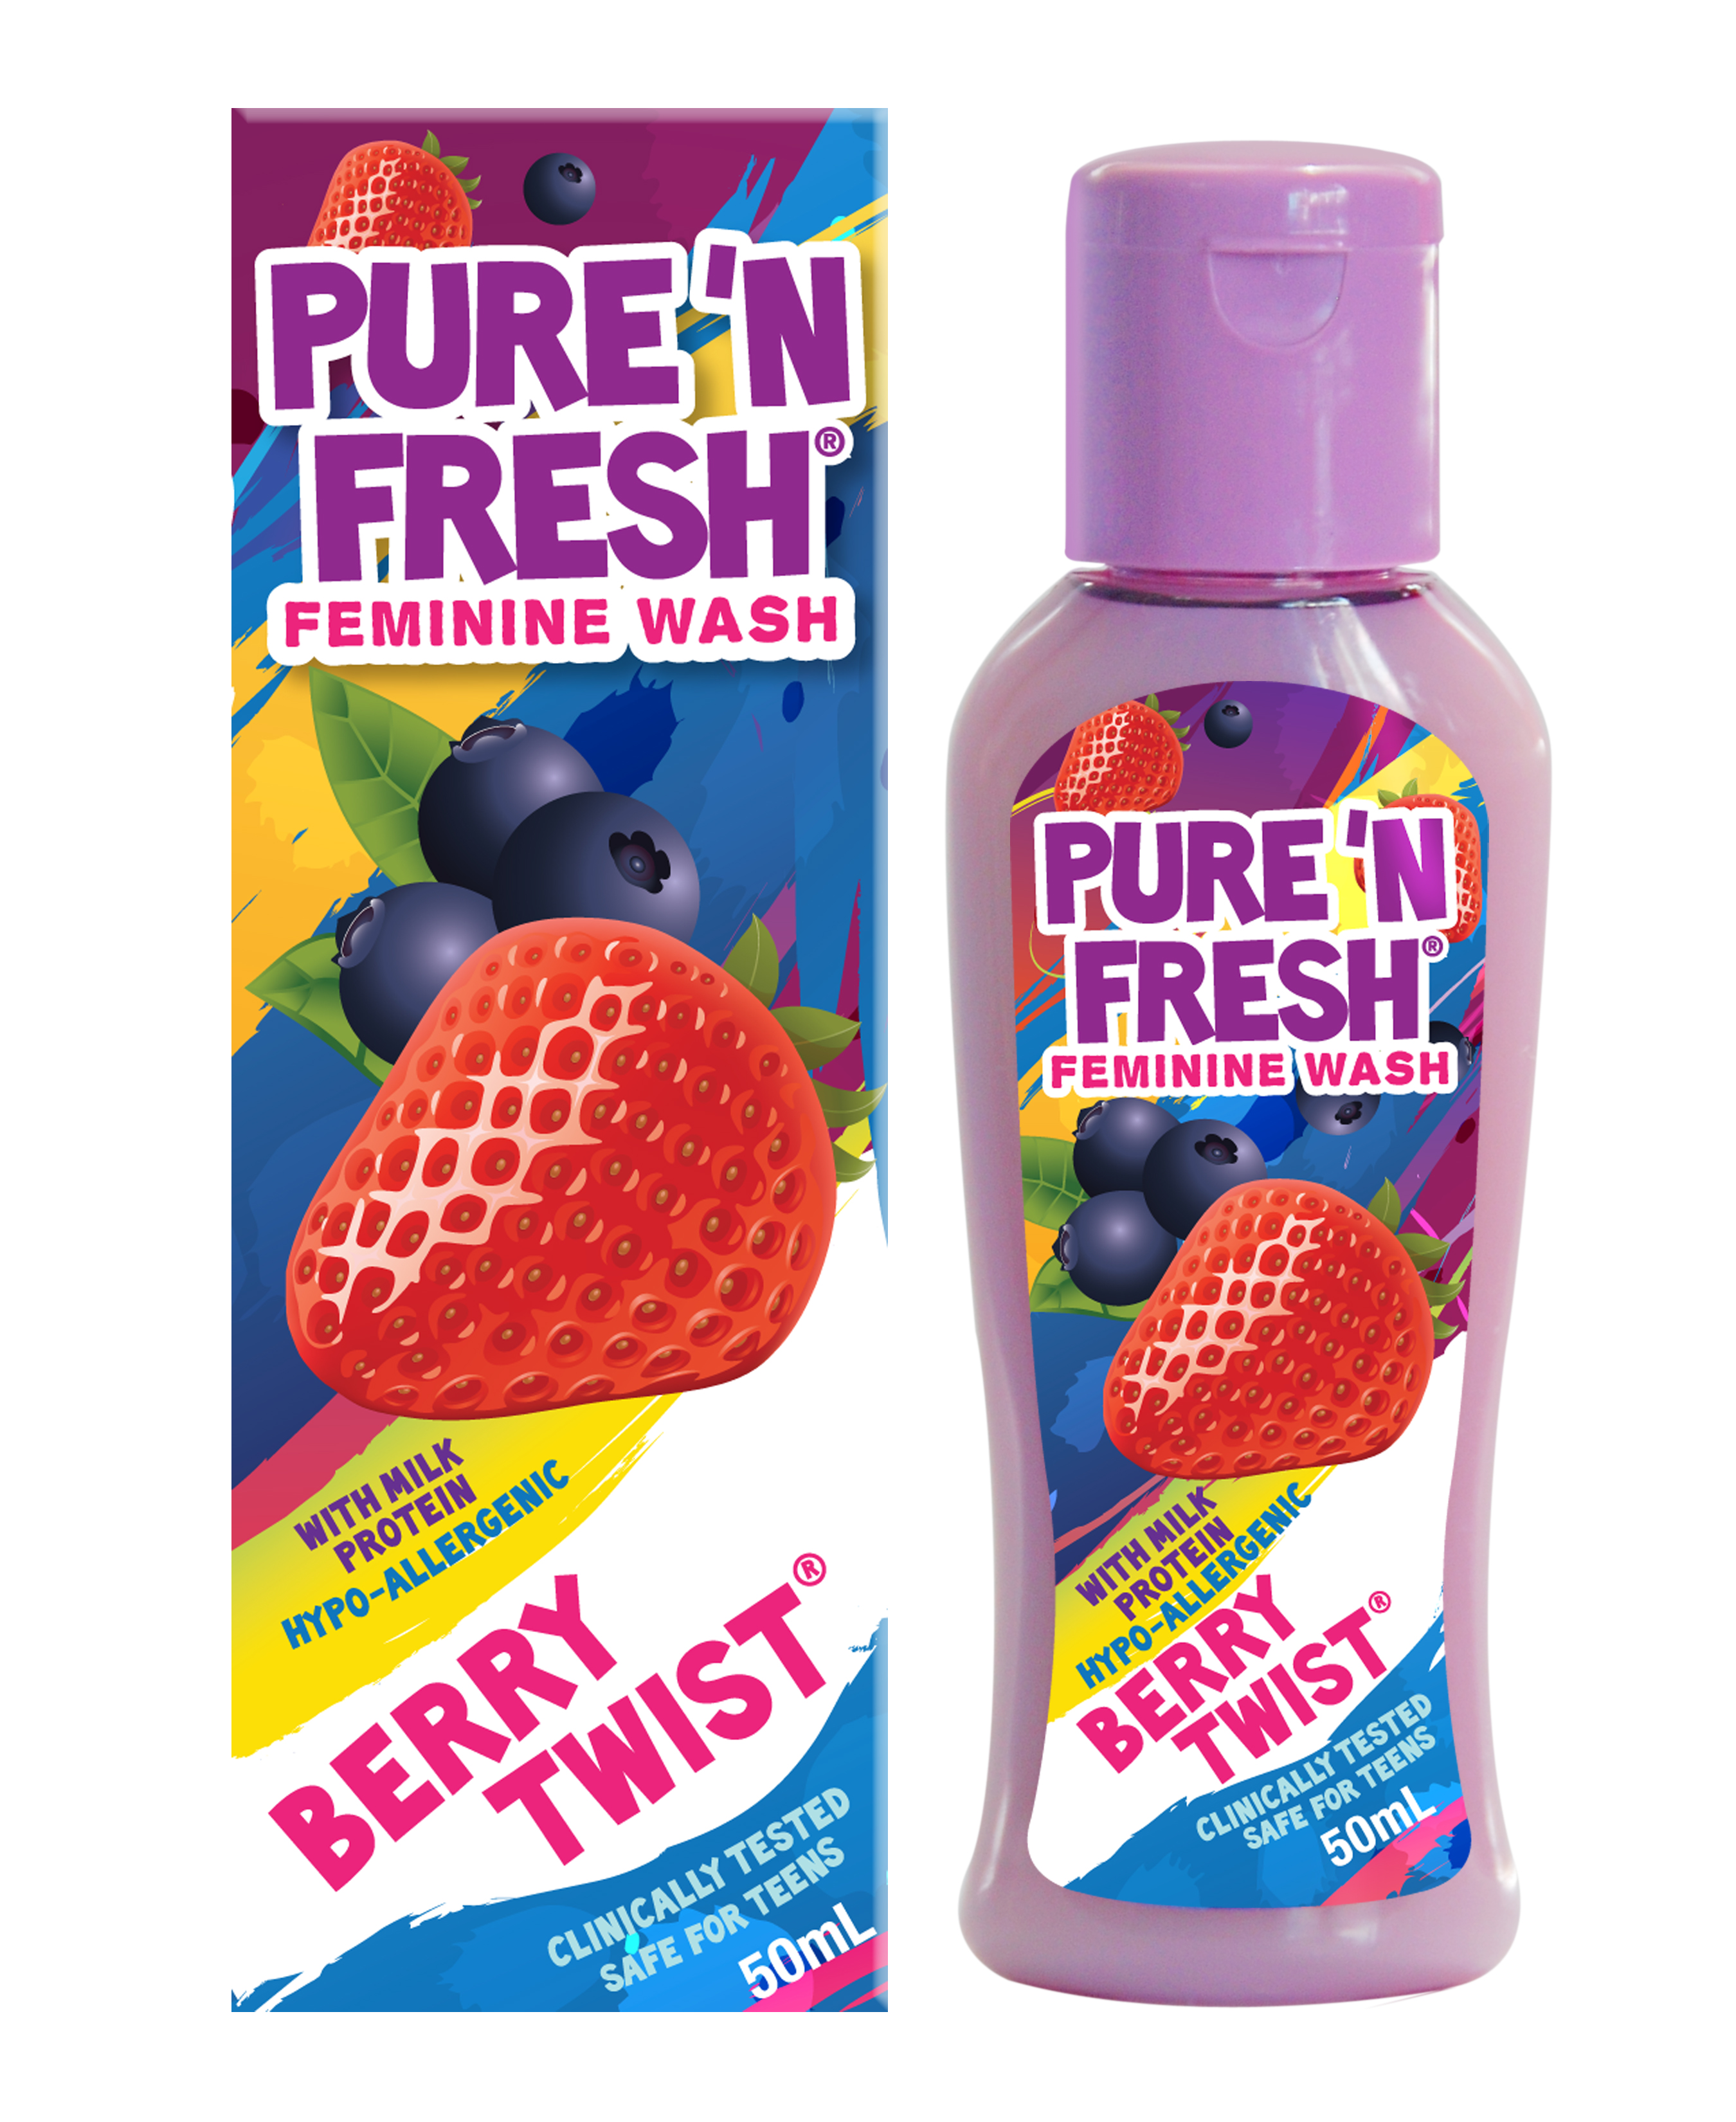 PURE 'N
FRESH®
FEMININE WASH
WITH MILK
PROTEIN
HYPO-ALLERGENIC
BERRY
TWIST®
CLINICALLY TESTED
SAFE FOR TEENS
50mL
PURE 'N
FRESH®
FEMININE WASH
WITH MILK
PROTEIN
HYPO-ALLERGENIC
BERRY
TWIST®
CLINICALLY TESTED
SAFE FOR TEENS
50mL